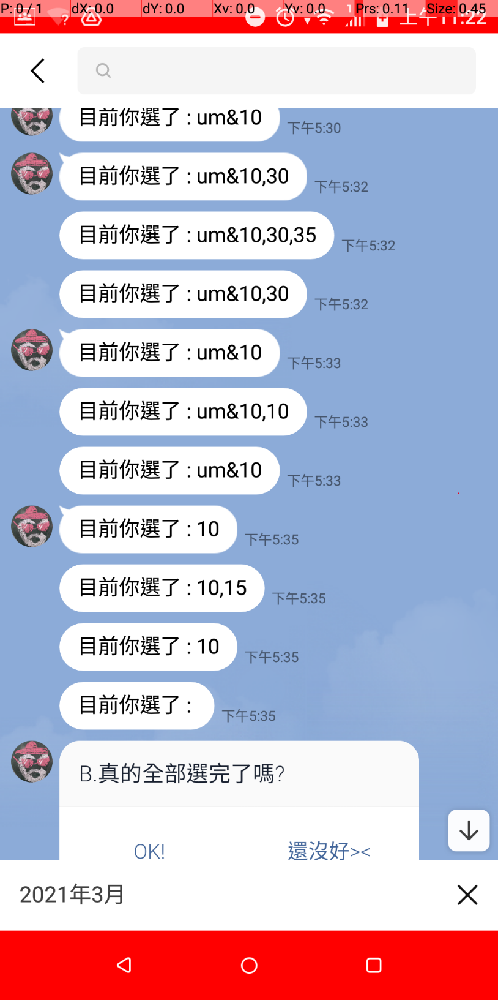 P: 0 / 1 dX: 0.0 dY: 0.0 Xv: 0.0 Yv: 0.0 Prs: 0.11 Size: 0.45
上午11:22
目前你選了 : um&10
下午5:30
目前你選了 : um&10,30
下午5:32
目前你選了 : um&10,30,35
下午5:32
目前你選了 : um&10,30
下午5:32
目前你選了 : um&10
下午5:33
目前你選了 : um&10,10
下午5:33
目前你選了 : um&10
下午5:33
目前你選了 : 10
下午5:35
目前你選了 : 10,15
下午5:35
目前你選了 : 10
下午5:35
目前你選了 :
下午5:35
B.真的全部選完了嗎?
OK! 還沒好><
2021年3月